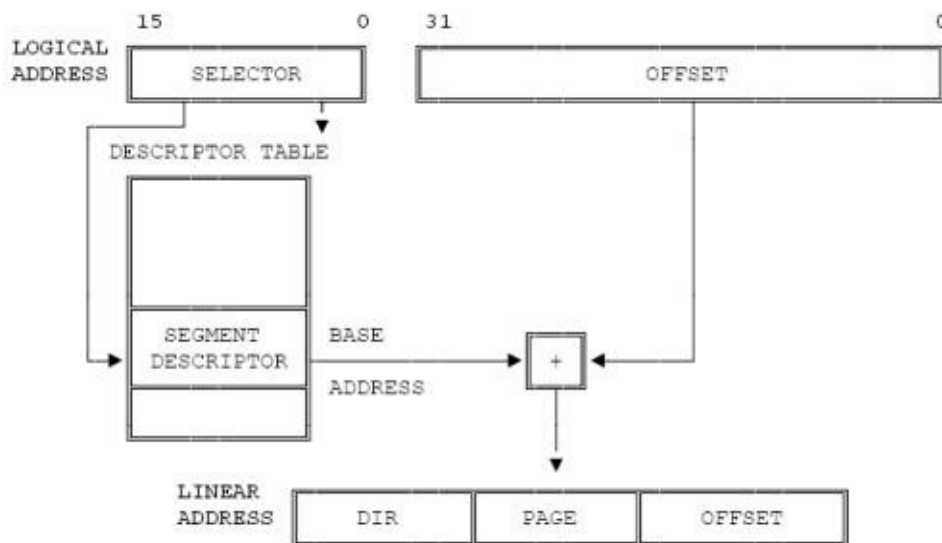 15 0 31 0
LOGICAL
ADDRESS
SELECTOR OFFSET
DESCRIPTOR TABLE
SEGMENT
DESCRIPTOR
BASE
ADDRESS
+
LINEAR
ADDRESS
DIR PAGE OFFSET